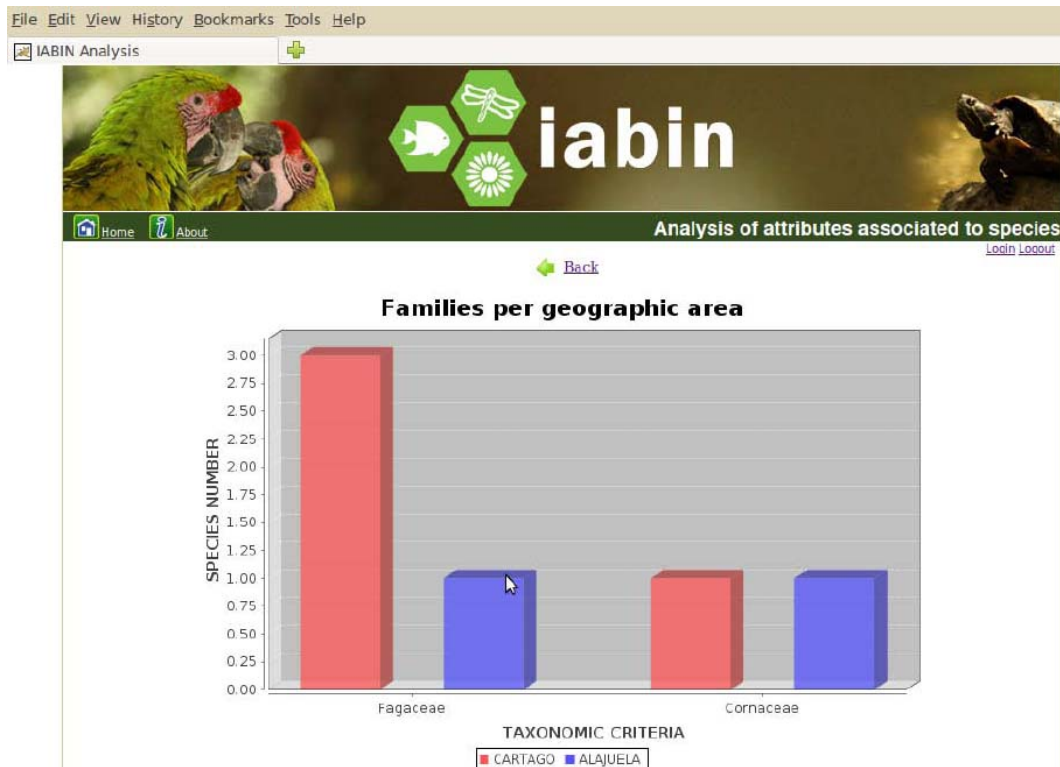 File Edit View History Bookmarks Tools Help
IABIN Analysis
iabin
Home About Analysis of attributes associated to species
Login Logout
Back
Families per geographic area
3.00
2.75
2.50
2.25
2.00
1.75
1.50
1.25
1.00
0.75
0.50
0.25
0.00
SPECIES NUMBER
Fagaceae Cornaceae
TAXONOMIC CRITERIA
CARTAGO ALAJUELA